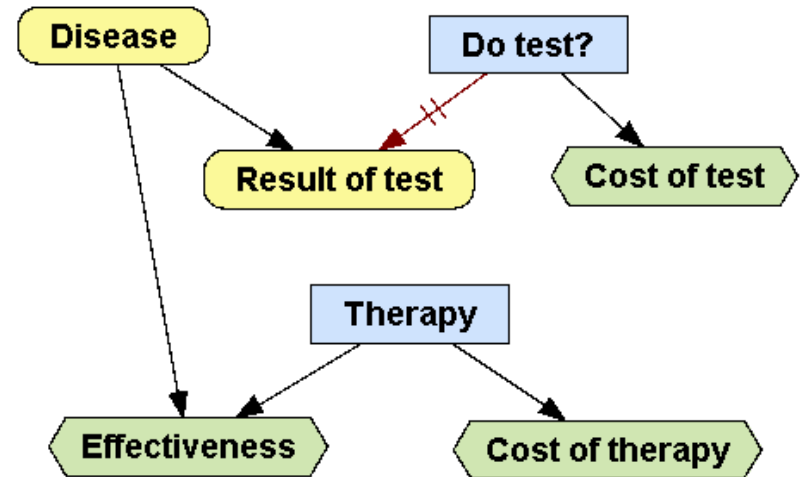 Disease
Do test?
Result of test
Cost of test
Therapy
Effectiveness
Cost of therapy